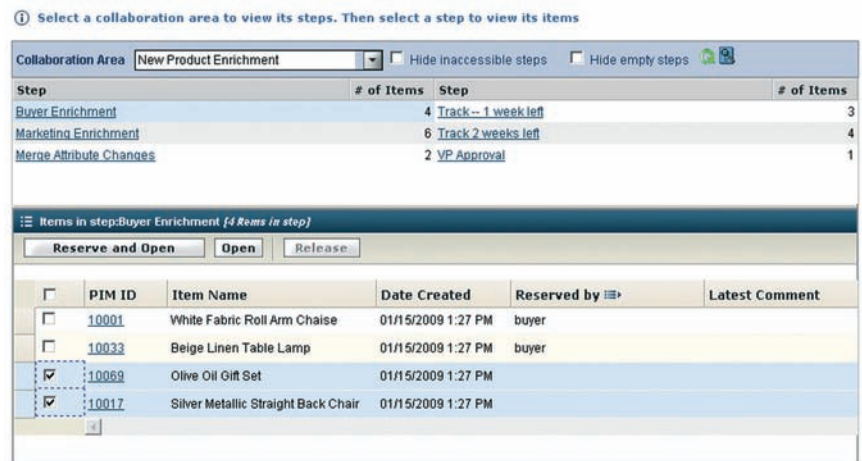 Select a collaboration area to view its steps. Then select a step to view its items
Collaboration Area New Product Enrichment Hide inaccessible steps Hide empty steps
Step # of Items Step # of Items
Buyer Enrichment 4 Track -- 1 week left 3
Marketing Enrichment 6 Track 2 weeks left 4
Merge Attribute Changes 2 VP Approval 1
Items in step:Buyer Enrichment [4 Items in step]
Reserve and Open Open Release
PIM ID Item Name Date Created Reserved by Latest Comment
10001 White Fabric Roll Arm Chaise 01/15/2009 1:27 PM buyer
10033 Beige Linen Table Lamp 01/15/2009 1:27 PM buyer
10069 Olive Oil Gift Set 01/15/2009 1:27 PM
10017 Silver Metallic Straight Back Chair 01/15/2009 1:27 PM